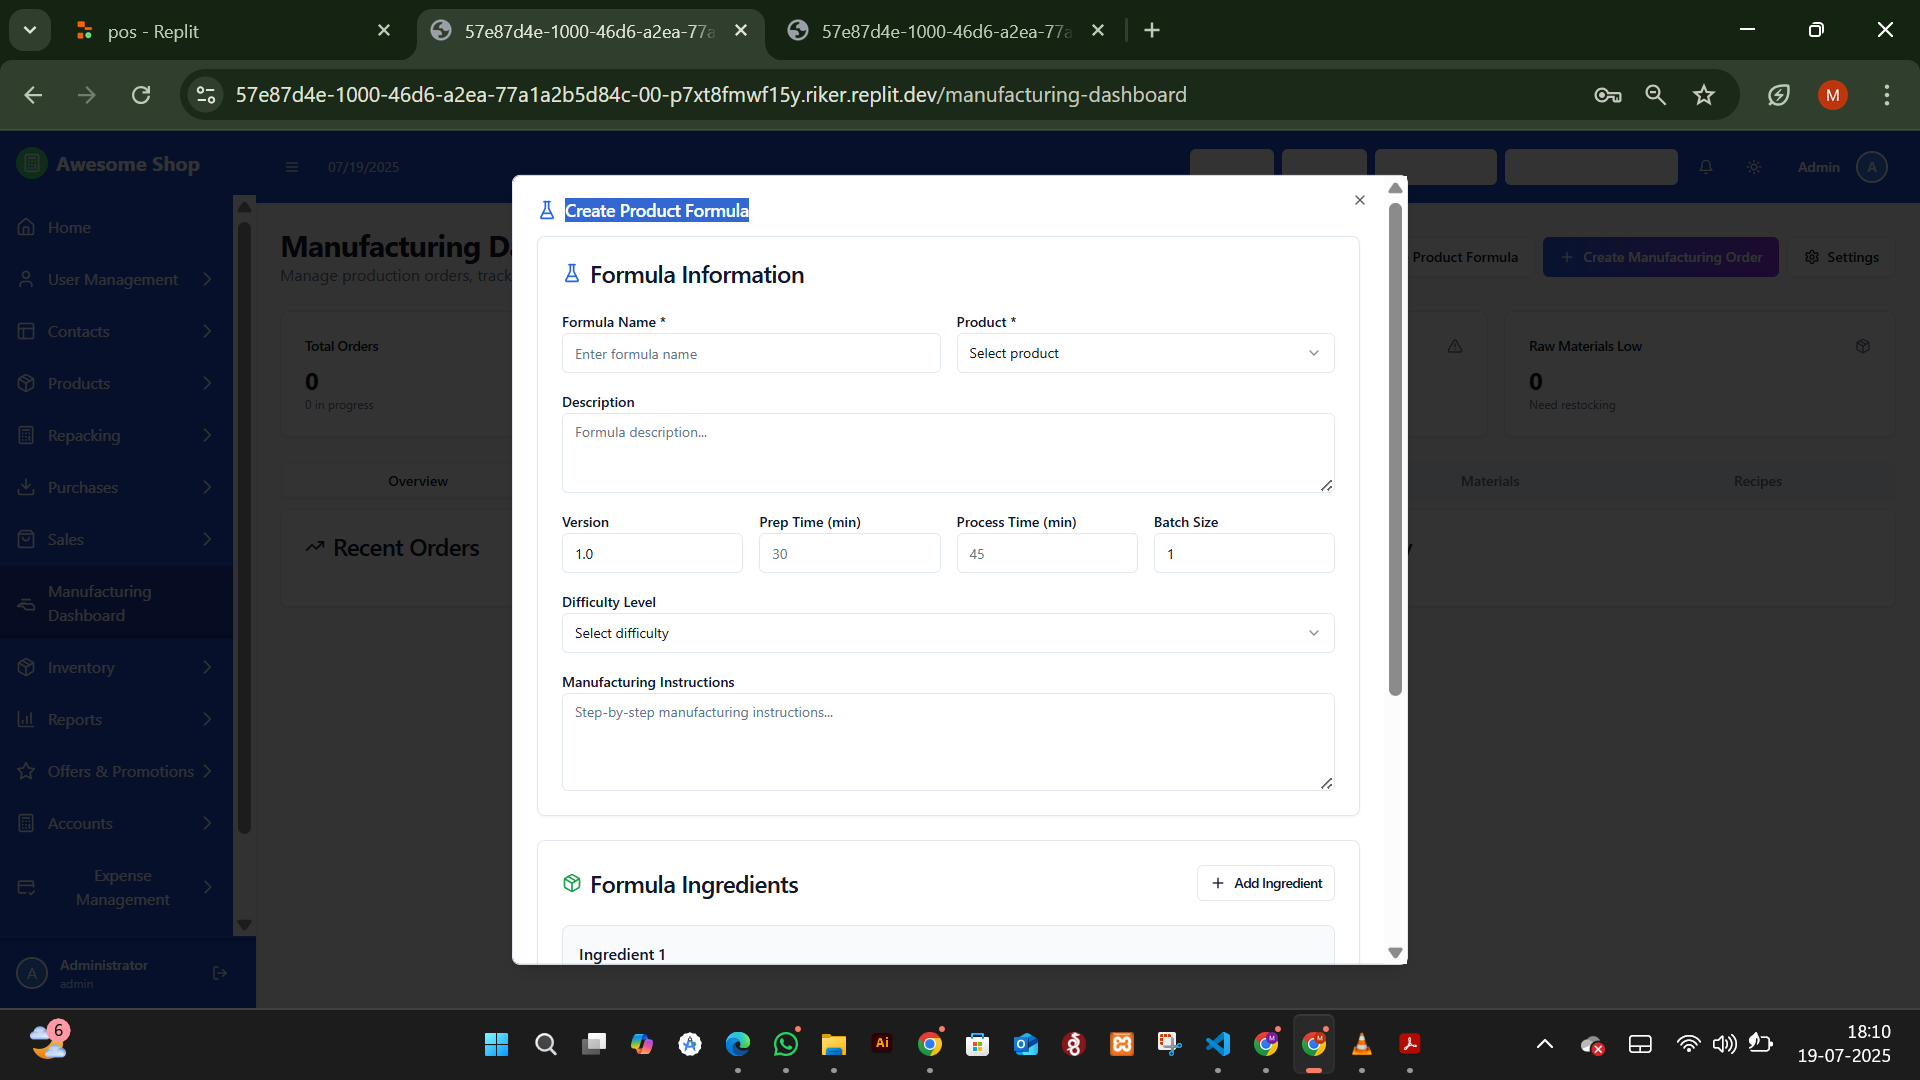 pos - Replit
57e87d4e-1000-46d6-a2ea-77a
57e87d4e-1000-46d6-a2ea-77a
57e87d4e-1000-46d6-a2ea-77a1a2b5d84c-00-p7xt8fmwf15y.riker.replit.dev/manufacturing-dashboard
M
Awesome Shop
07/19/2025
Admin
A
Home
User Management
Contacts
Products
Repacking
Purchases
Sales
Manufacturing
Dashboard
Inventory
Reports
Offers & Promotions
Accounts
Expense
Management
A
Administrator
admin
Manufacturing Da
Manage production orders, track
Product Formula
Create Manufacturing Order
Settings
Total Orders
0
0 in progress
Raw Materials Low
0
Need restocking
Overview
Materials
Recipes
Recent Orders
Create Product Formula
Formula Information
Formula Name *
Enter formula name
Product *
Select product
Description
Formula description...
Version
1.0
Prep Time (min)
30
Process Time (min)
45
Batch Size
1
Difficulty Level
Select difficulty
Manufacturing Instructions
Step-by-step manufacturing instructions...
Formula Ingredients
Add Ingredient
Ingredient 1
6
Ai
18:10
19-07-2025